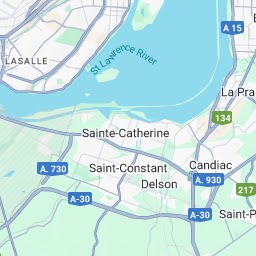 A 15
St Lawrence River
LASALLE
La Pra
134
Sainte-Catherine
A. 730
Saint-Constant
Candiac
Delson
A. 930
217
A-30
A-30
Saint-P